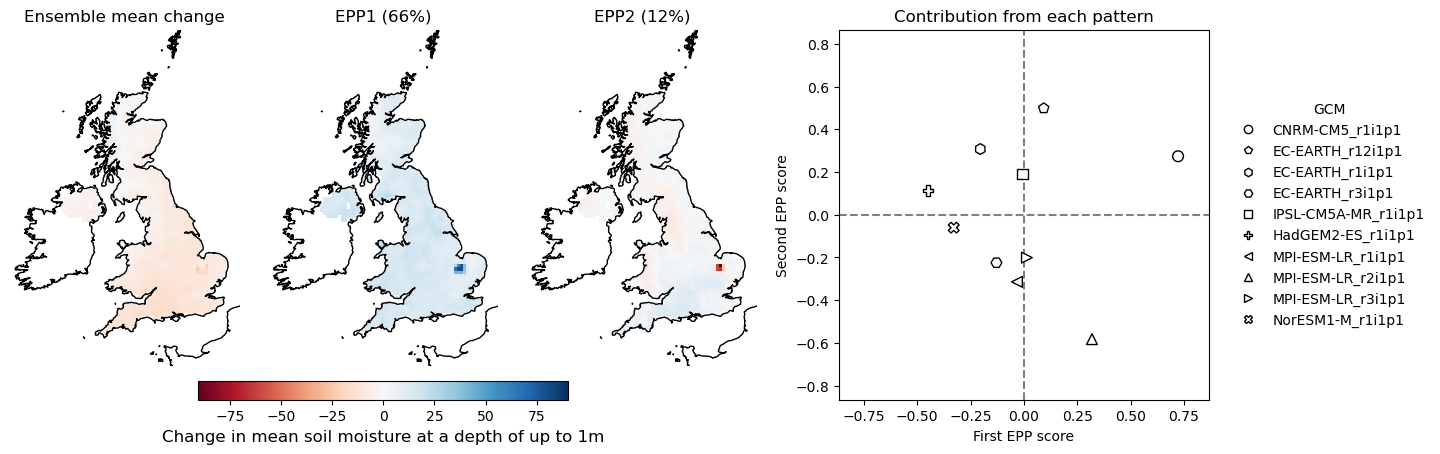 Ensemble mean change
EPP1 (66%)
EPP2 (12%)
−75 −50 −25 0 25 50 75
Change in mean soil moisture at a depth of up to 1m
Contribution from each pattern
Second EPP score
0.8
0.6
0.4
0.2
0.0
−0.2
−0.4
−0.6
−0.8
−0.75 −0.50 −0.25 0.00 0.25 0.50 0.75
First EPP score
GCM
CNRM-CM5_r1i1p1
EC-EARTH_r12i1p1
EC-EARTH_r1i1p1
EC-EARTH_r3i1p1
IPSL-CM5A-MR_r1i1p1
HadGEM2-ES_r1i1p1
MPI-ESM-LR_r1i1p1
MPI-ESM-LR_r2i1p1
MPI-ESM-LR_r3i1p1
NorESM1-M_r1i1p1